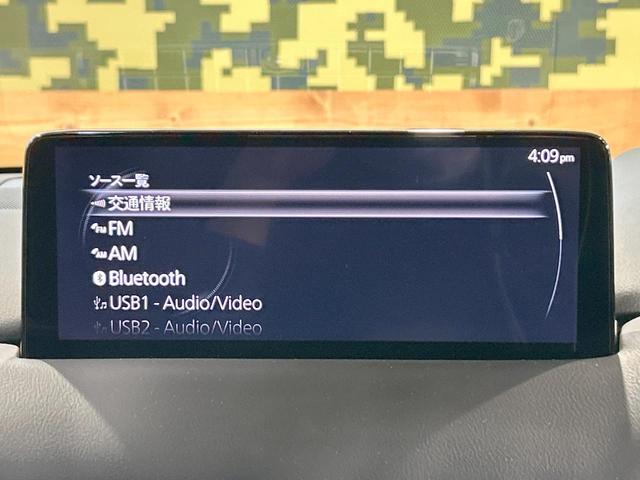 4:09pm
ソース一覧
交通情報
FM
AM
Bluetooth
USB1 - Audio/Video
USB2 - Audio/Video